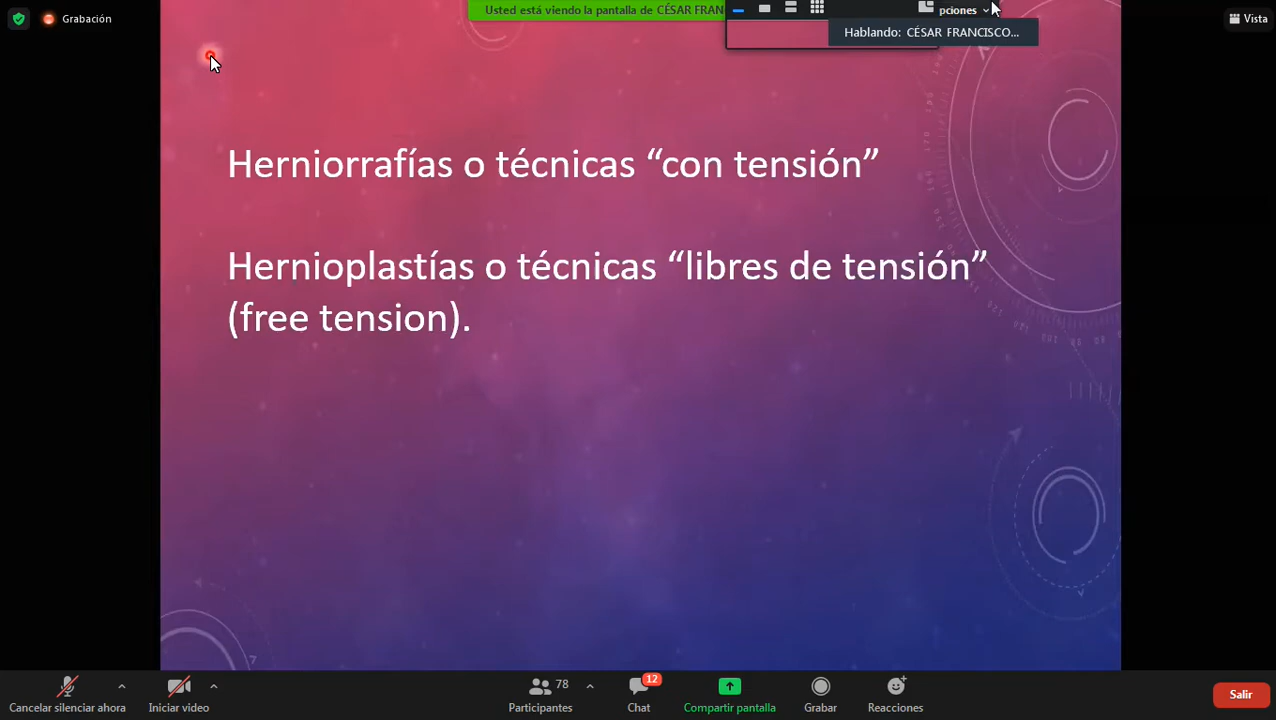 Grabación
Usted está viendo la pantalla de CÉSAR FRAN
pciones
Hablando: CÉSAR FRANCISCO...
Vista
Herniorrafías o técnicas “con tensión”
Hernioplastías o técnicas “libres de tensión”
(free tension).
Cancelar silenciar ahora
Iniciar video
78
Participantes
12
Chat
Compartir pantalla
Grabar
Reacciones
Salir